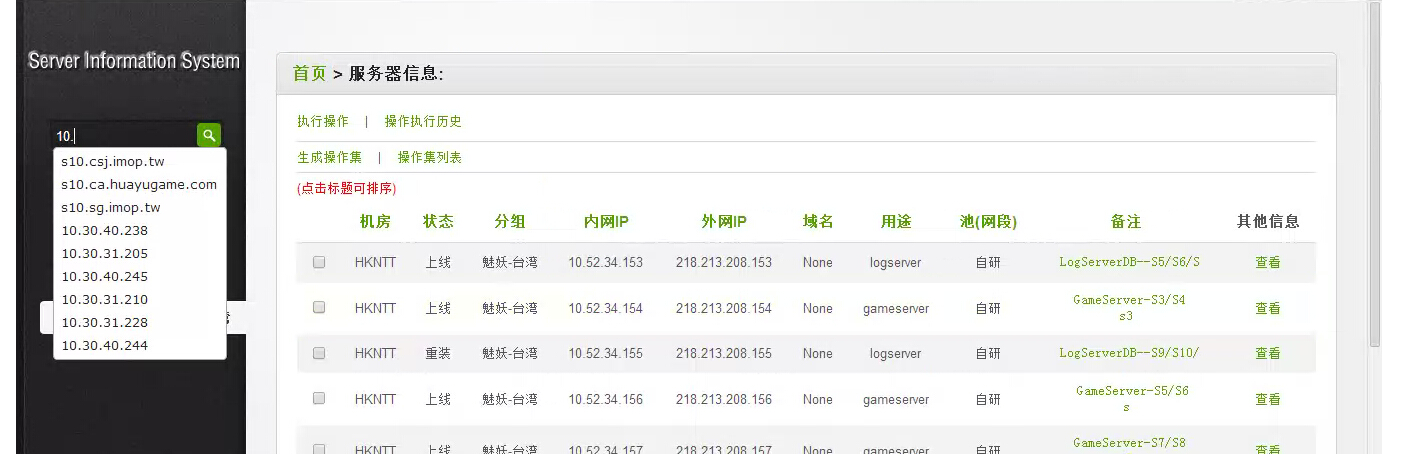 Server Information System
10.
s10.csj.imop.tw
s10.ca.huayugame.com
s10.sg.imop.tw
10.30.40.238
10.30.31.205
10.30.40.245
10.30.31.210
10.30.31.228
10.30.40.244
首页 > 服务器信息:
执行操作 | 操作执行历史
生成操作集 | 操作集列表
(点击标题可排序)
机房 状态 分组 内网IP 外网IP 域名 用途 池(网段) 备注 其他信息
HKNTT 上线 魅妖-台湾 10.52.34.153 218.213.208.153 None logserver 自研 LogServerDB--S5/S6/S 查看
HKNTT 上线 魅妖-台湾 10.52.34.154 218.213.208.154 None gameserver 自研 GameServer-S3/S4 查看
s3
HKNTT 重装 魅妖-台湾 10.52.34.155 218.213.208.155 None logserver 自研 LogServerDB--S9/S10/ 查看
HKNTT 上线 魅妖-台湾 10.52.34.156 218.213.208.156 None gameserver 自研 GameServer-S5/S6 查看
s
HKNTT 上线 魅妖-台湾 10.52.34.157 218.213.208.157 None gameserver 自研 GameServer-S7/S8 查看